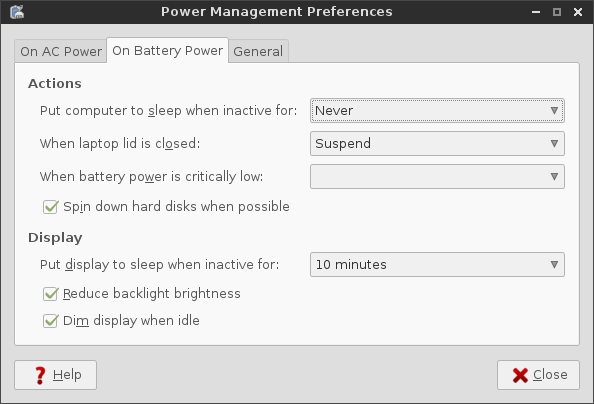 Power Management Preferences
On AC Power
On Battery Power
General
Actions
Put computer to sleep when inactive for: Never
When laptop lid is closed: Suspend
When battery power is critically low:
Spin down hard disks when possible
Display
Put display to sleep when inactive for: 10 minutes
Reduce backlight brightness
Dim display when idle
Help
Close